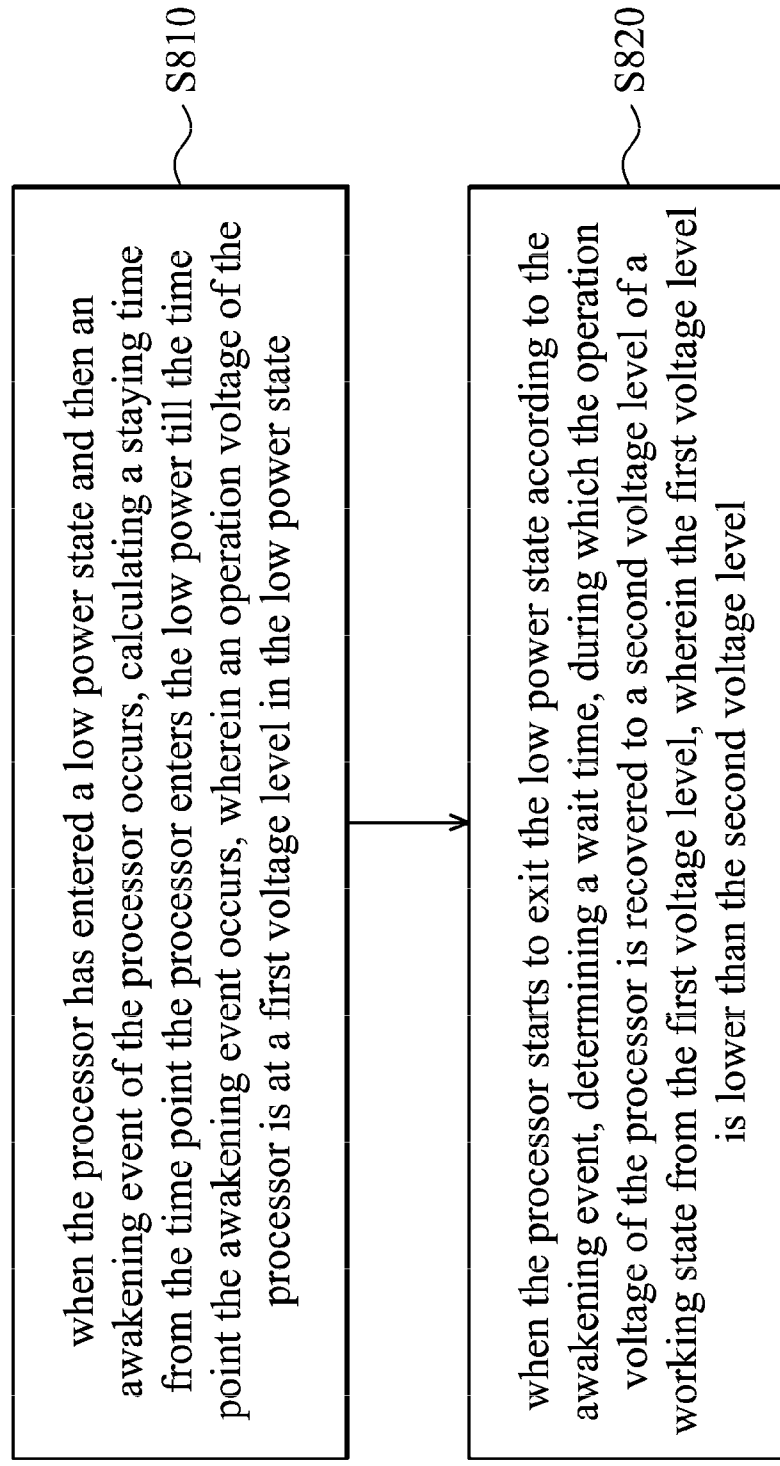 when the processor has entered a low power state and then an
awakening event of the processor occurs, calculating a staying time
from the time point the processor enters the low power till the time
point the awakening event occurs, wherein an operation voltage of the
processor is at a first voltage level in the low power state
S810
when the processor starts to exit the low power state according to the
awakening event, determining a wait time, during which the operation
voltage of the processor is recovered to a second voltage level of a
working state from the first voltage level, wherein the first voltage level
is lower than the second voltage level
S820